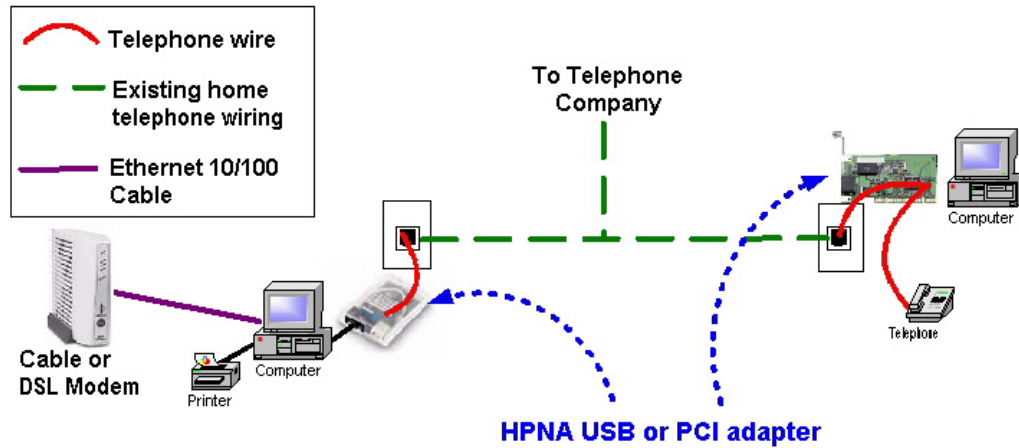 Telephone wire
Existing home
telephone wiring
Ethernet 10/100
Cable
To Telephone
Company
Computer
Telephone
Cable or
DSL Modem
Printer
Computer
HPNA USB or PCI adapter